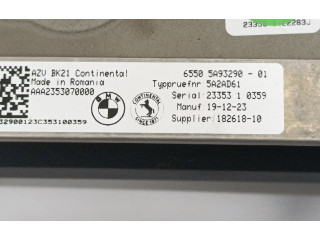 AZV BK21 Continental
Made in Romania
AAA2353070000
BMW
6550 5A93290 - 01
Typpruefnr 5A2AD61
Serial: 23353 1 0359
Manuf 19-12-23
Supplier:182618-10
32900123C353100359